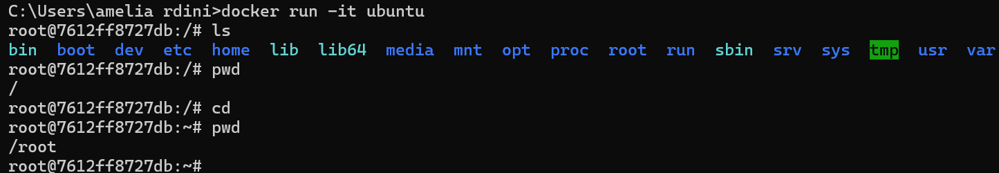 C:\Users\amelia rdini>docker run -it ubuntu
root@7612ff8727db:/# ls
bin  boot  dev  etc  home  lib  lib64  media  mnt  opt  proc  root  run  sbin  srv  sys  tmp  usr  var
root@7612ff8727db:/# pwd
/
root@7612ff8727db:/# cd
root@7612ff8727db:~# pwd
/root
root@7612ff8727db:~#